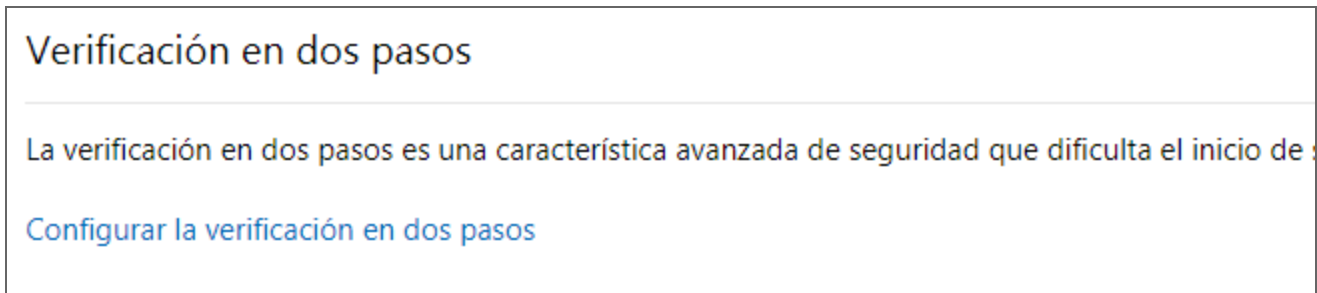 Verificación en dos pasos
La verificación en dos pasos es una característica avanzada de seguridad que dificulta el inicio de
Configurar la verificación en dos pasos